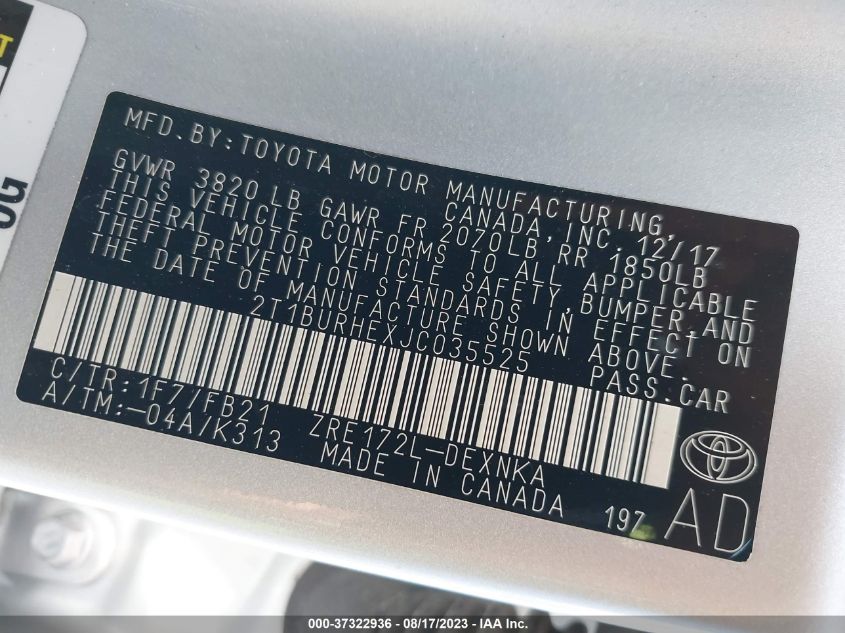 T
G
MFD.BY:TOYOTA MOTOR MANUFACTURING,
CANADA, INC. 12/17
GVWR 3820 LB GAWR FR 2070LB, RR 1850LB
THIS VEHICLE CONFORMS TO ALL APPLICABLE
FEDERAL MOTOR VEHICLE SAFETY, BUMPER, AND
THEFT PREVENTION STANDARDS IN EFFECT ON
THE DATE OF MANUFACTURE SHOWN ABOVE.
2T1BURHEXJC035525 PASS.CAR
C/TR:1F7/FB21 ZRE172L-DEXNKA
A/TM:-04A/K313 MADE IN CANADA 197 AD
000-37322936 - 08/17/2023 - IAA Inc.